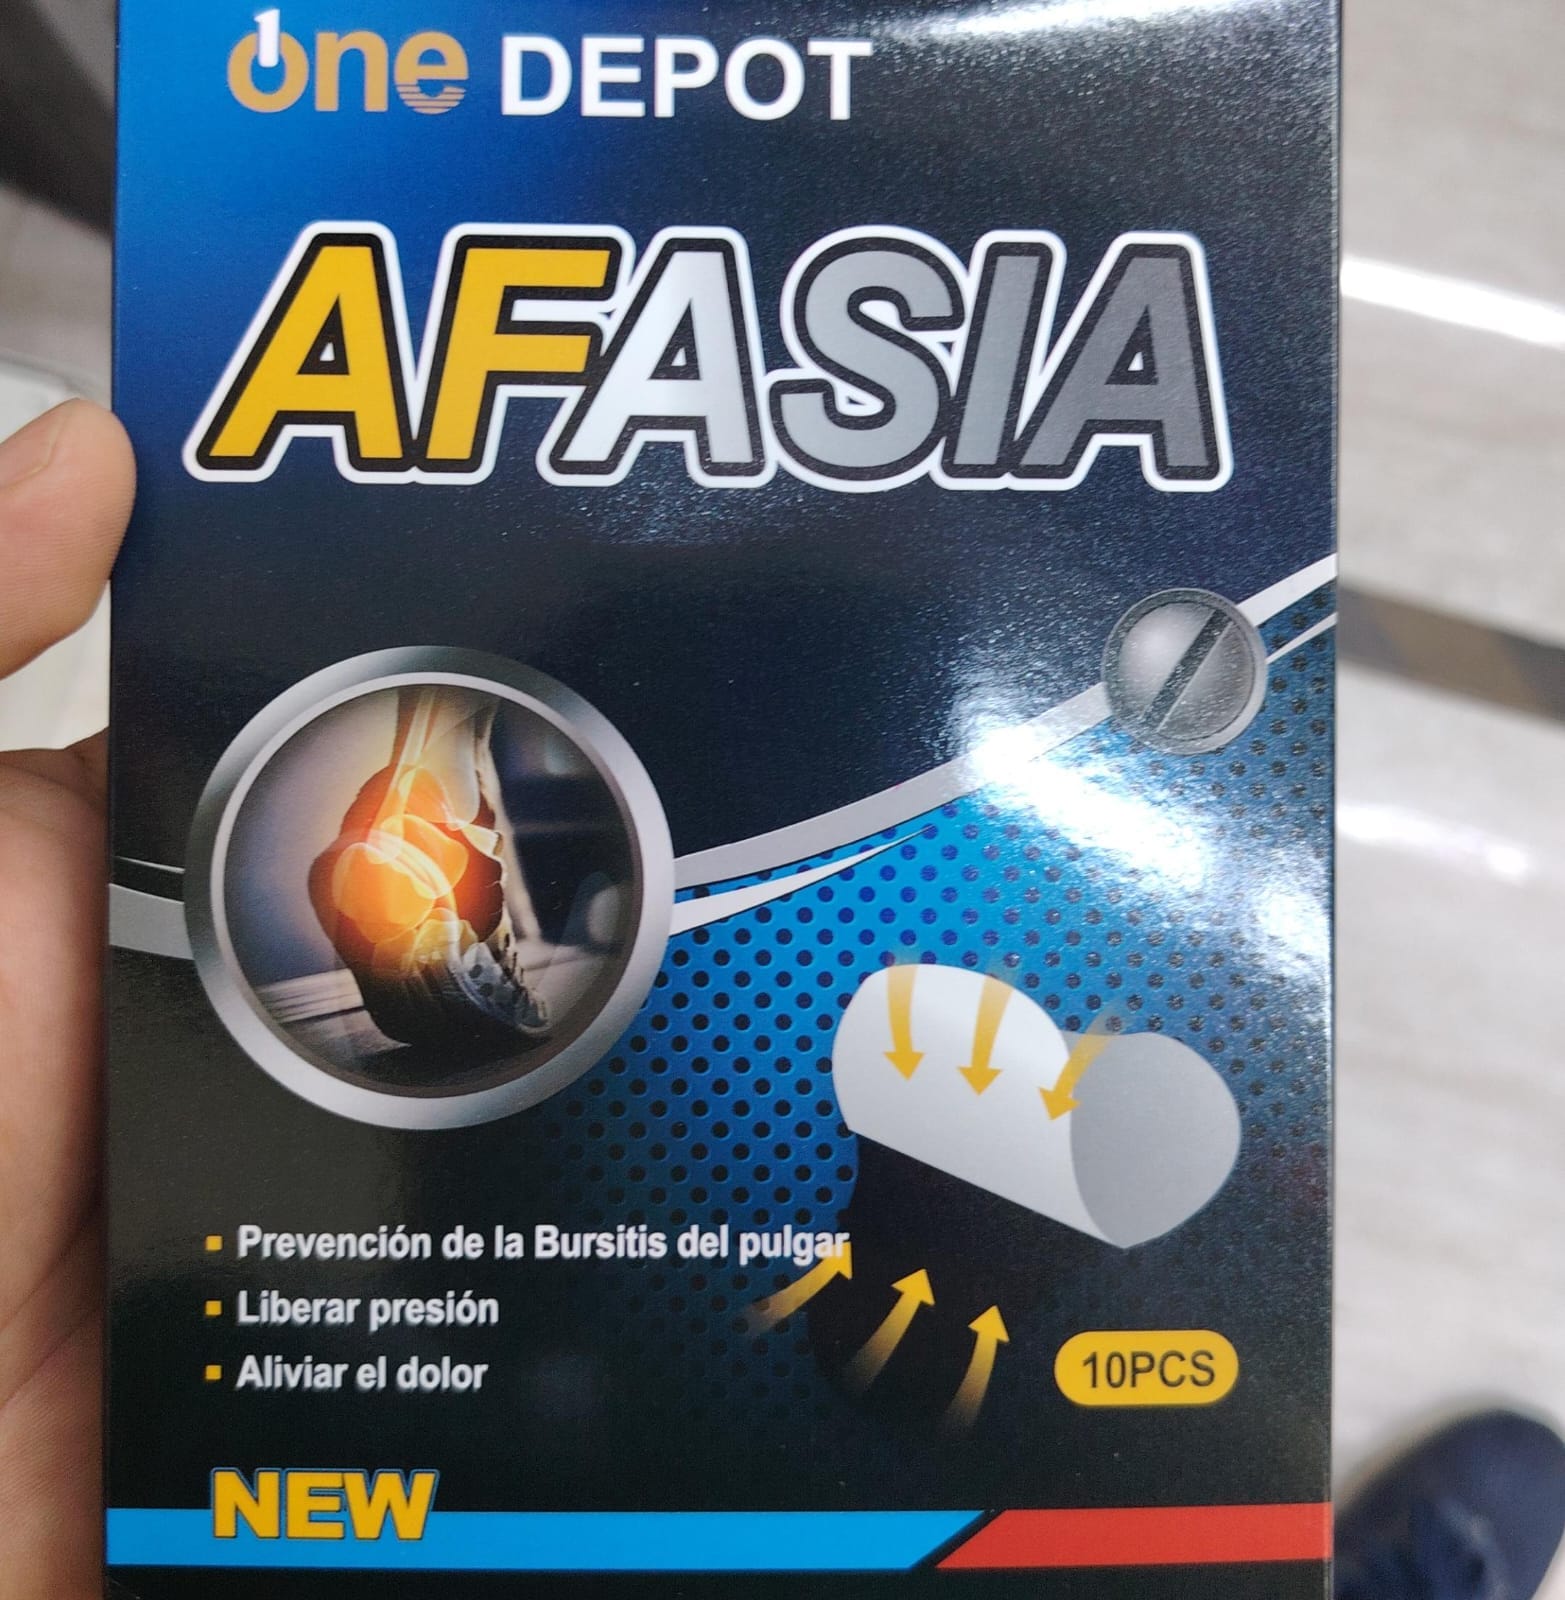 one DEPOT
AFASIA
Prevención de la Bursitis del pulgar
Liberar presión
Aliviar el dolor
10PCS
NEW